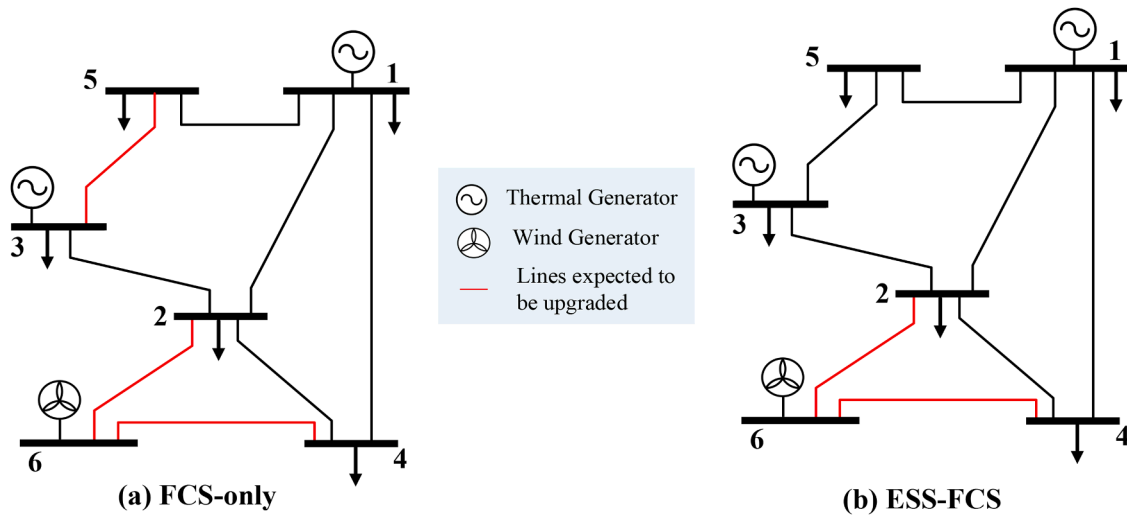 5
1
3
2
6
4
(a) FCS-only
Thermal Generator
Wind Generator
Lines expected to
be upgraded
5
1
3
2
6
4
(b) ESS-FCS